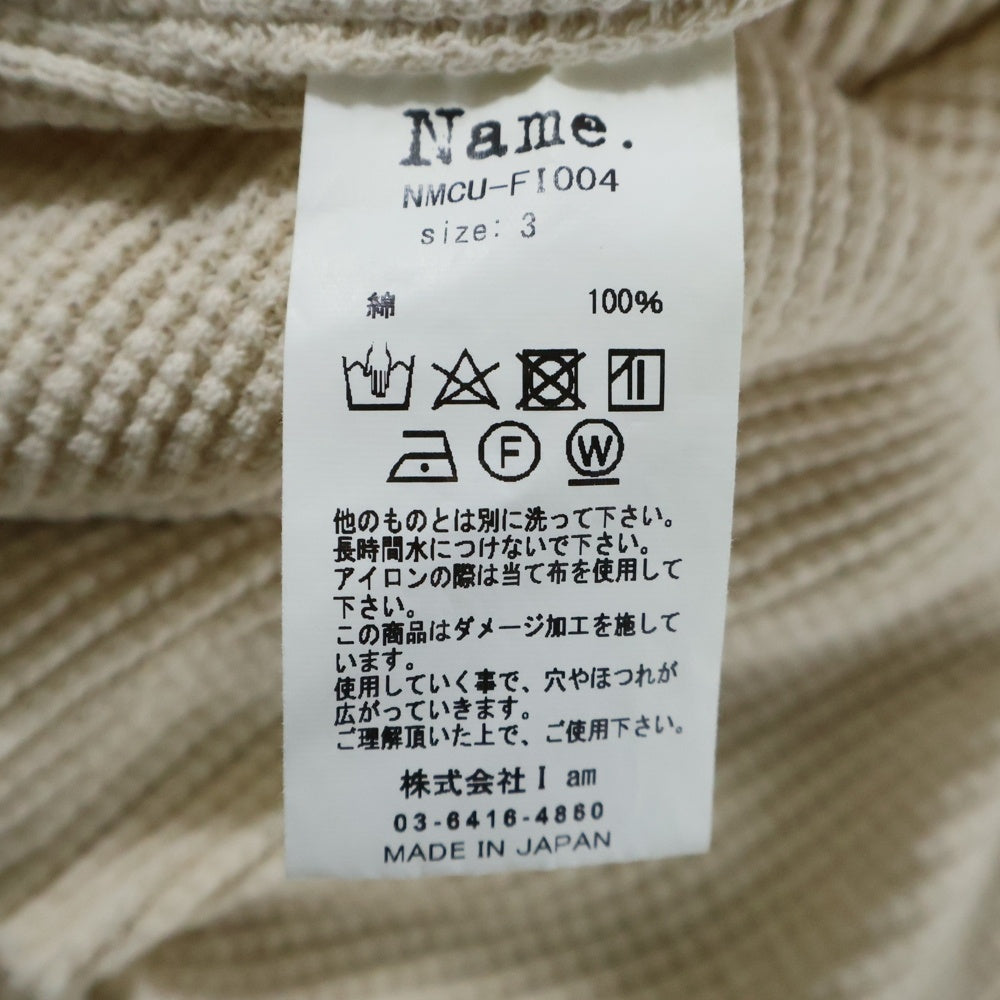 Name.
NMCU-FI004
size: 3
綿 100%
F W
他のものとは別に洗って下さい。
長時間水につけないで下さい。
アイロンの際は当て布を使用して
下さい。
この商品はダメージ加工を施して
います。
使用していく事で、穴やほつれが
広がっていきます。
ご理解頂いた上で、ご使用下さい。
株式会社I am
03-6416-4860
MADE IN JAPAN